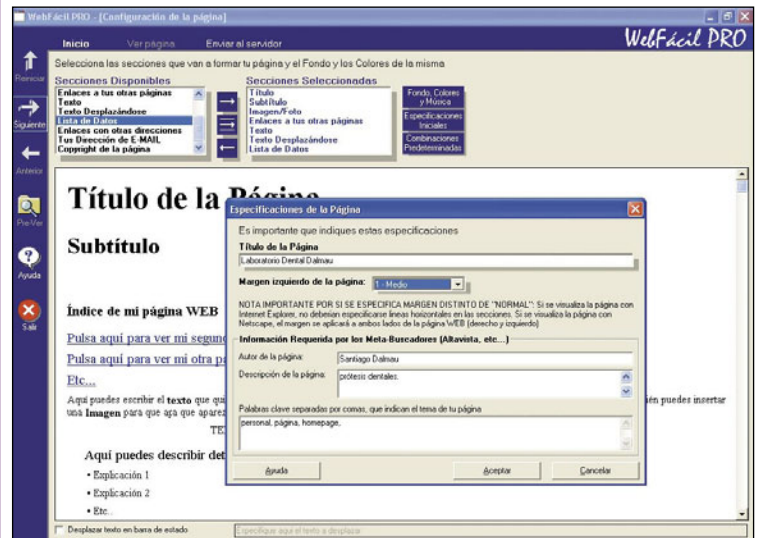 WebFácil PRO - [Configuración de la página]
Inicio Ver página Enviar al servidor
WebFácil PRO
Selecciona las secciones que van a formar tu página y el Fondo y los Colores de la misma
Reiniciar
Siguiente
Anterior
Pre-Ver
Ayuda
Salir
Secciones Disponibles
Enlaces a tus otras páginas
Texto
Texto Desplazándose
Lista de Datos
Enlaces con otras direcciones
Tus Dirección de E-MAIL
Copyright de la página
Secciones Seleccionadas
Título
Subtítulo
Imagen/Foto
Enlaces a tus otras páginas
Texto
Texto Desplazándose
Lista de Datos
Fondo, Colores
y Música
Especificaciones
Iniciales
Combinaciones
Predeterminadas
Título de la Página
Subtítulo
Índice de mi página WEB
Pulsa aquí para ver mi segun
Pulsa aquí para ver mi otra pá
Etc...
Aquí puedes escribir el texto que qu
ién puedes insertar
una Imagen para que aparez
TE
Aquí puedes describir det
• Explicación 1
• Explicación 2
• Etc..
Especificaciones de la Página
Es importante que indiques estas especificaciones
Título de la Página
Laboratorio Dental Dalmau
Margen izquierdo de la página: 1 - Medio
NOTA IMPORTANTE POR SI SE ESPECIFICA MARGEN DISTINTO DE "NORMAL": Si se visualiza la página con
Internet Explorer, no deberían especificarse líneas horizontales en las secciones. Si se visualiza la página con
Netscape, el margen se aplicará a ambos lados de la página WEB (derecho y izquierdo)
Información Requerida por los Meta-Buscadores (Altavista, etc...)
Autor de la página: Santiago Dalmau
Descripción de la página: prótesis dentales.
Palabras clave separadas por comas, que indican el tema de tu página
personal, página, homepage,
Ayuda Aceptar Cancelar
Desplazar texto en barra de estado Especifique aquí el texto a desplazar